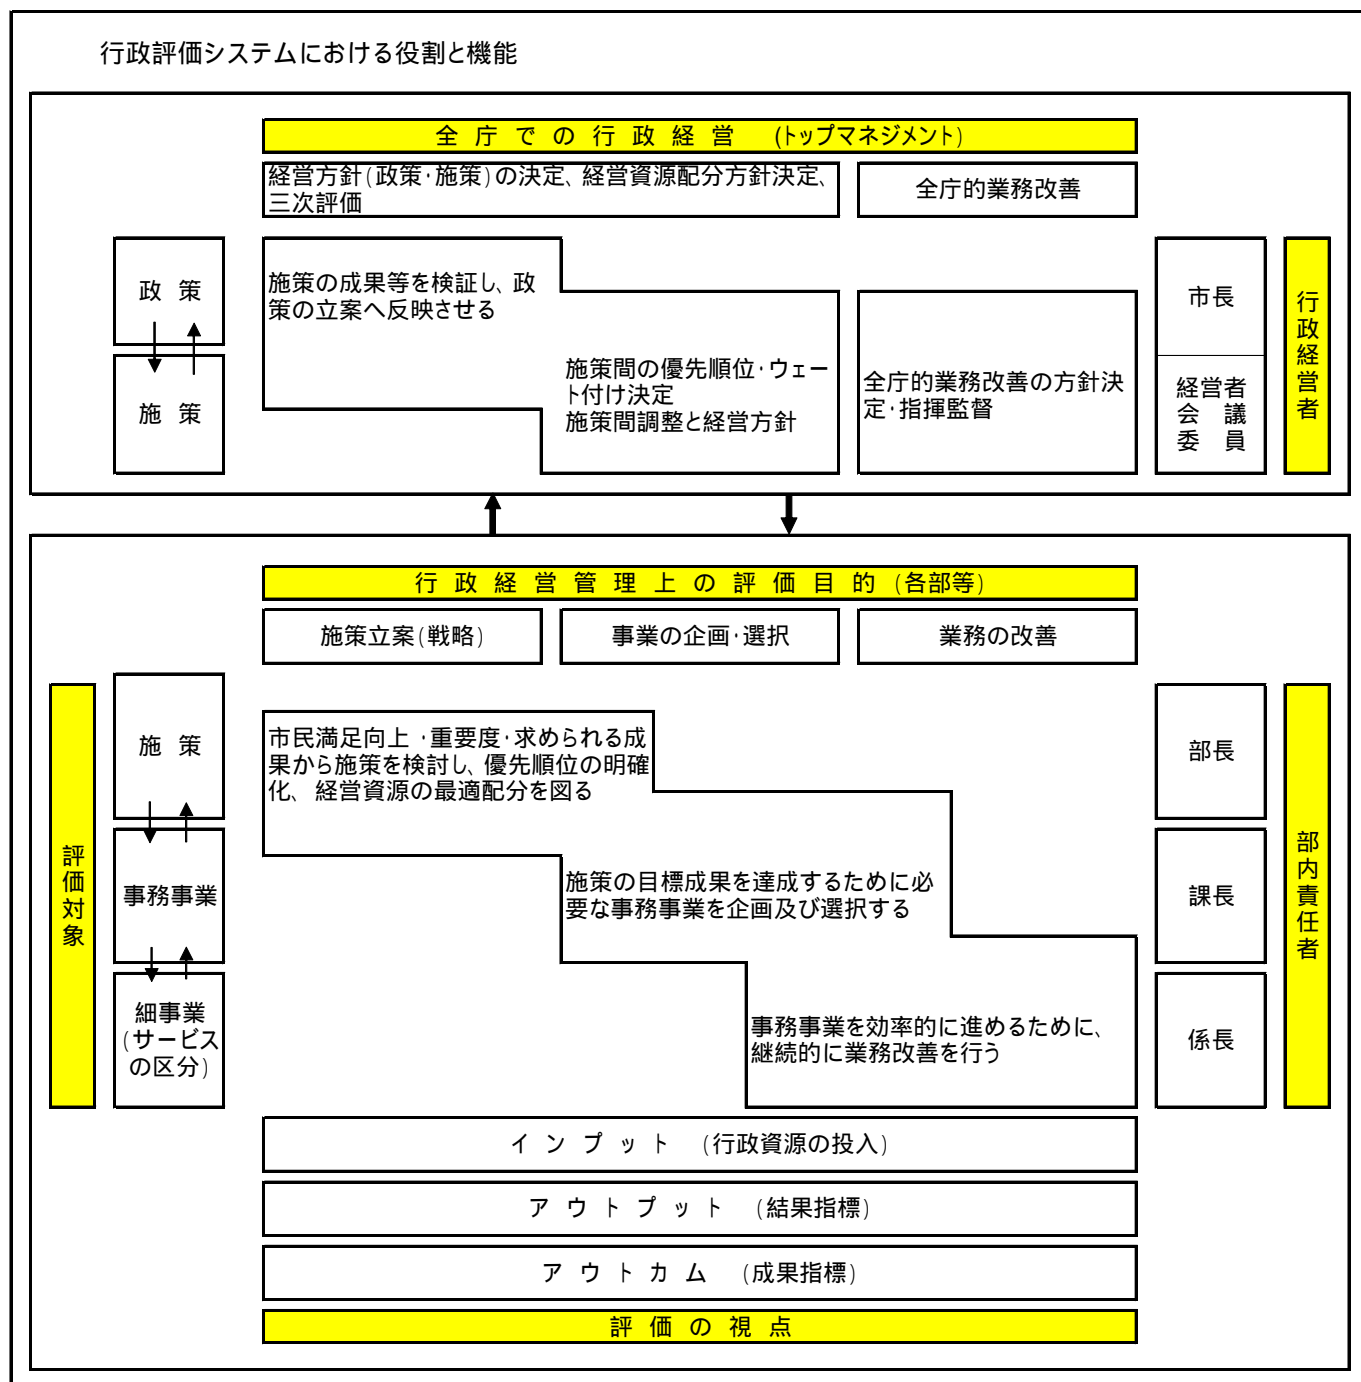 行政評価システムにおける役割と機能
全庁での行政経営 (トップマネジメント)
経営方針(政策・施策)の決定、経営資源配分方針決定、
三次評価
全庁的業務改善
政策
施策
施策の成果等を検証し、政
策の立案へ反映させる
施策間の優先順位・ウェー
ト付け決定
施策間調整と経営方針
全庁的業務改善の方針決
定・指揮監督
市長
経営者
会議
委員
行政経営者
行政経営管理上の評価目的(各部等)
施策立案(戦略)
事業の企画・選択
業務の改善
評価対象
施策
事務事業
細事業
(サービス
の区分)
市民満足向上・重要度・求められる成
果から施策を検討し、優先順位の明確
化、経営資源の最適配分を図る
施策の目標成果を達成するために必
要な事務事業を企画及び選択する
事務事業を効率的に進めるために、
継続的に業務改善を行う
部長
課長
係長
部内責任者
インプット (行政資源の投入)
アウトプット (結果指標)
アウトカム (成果指標)
評価の視点